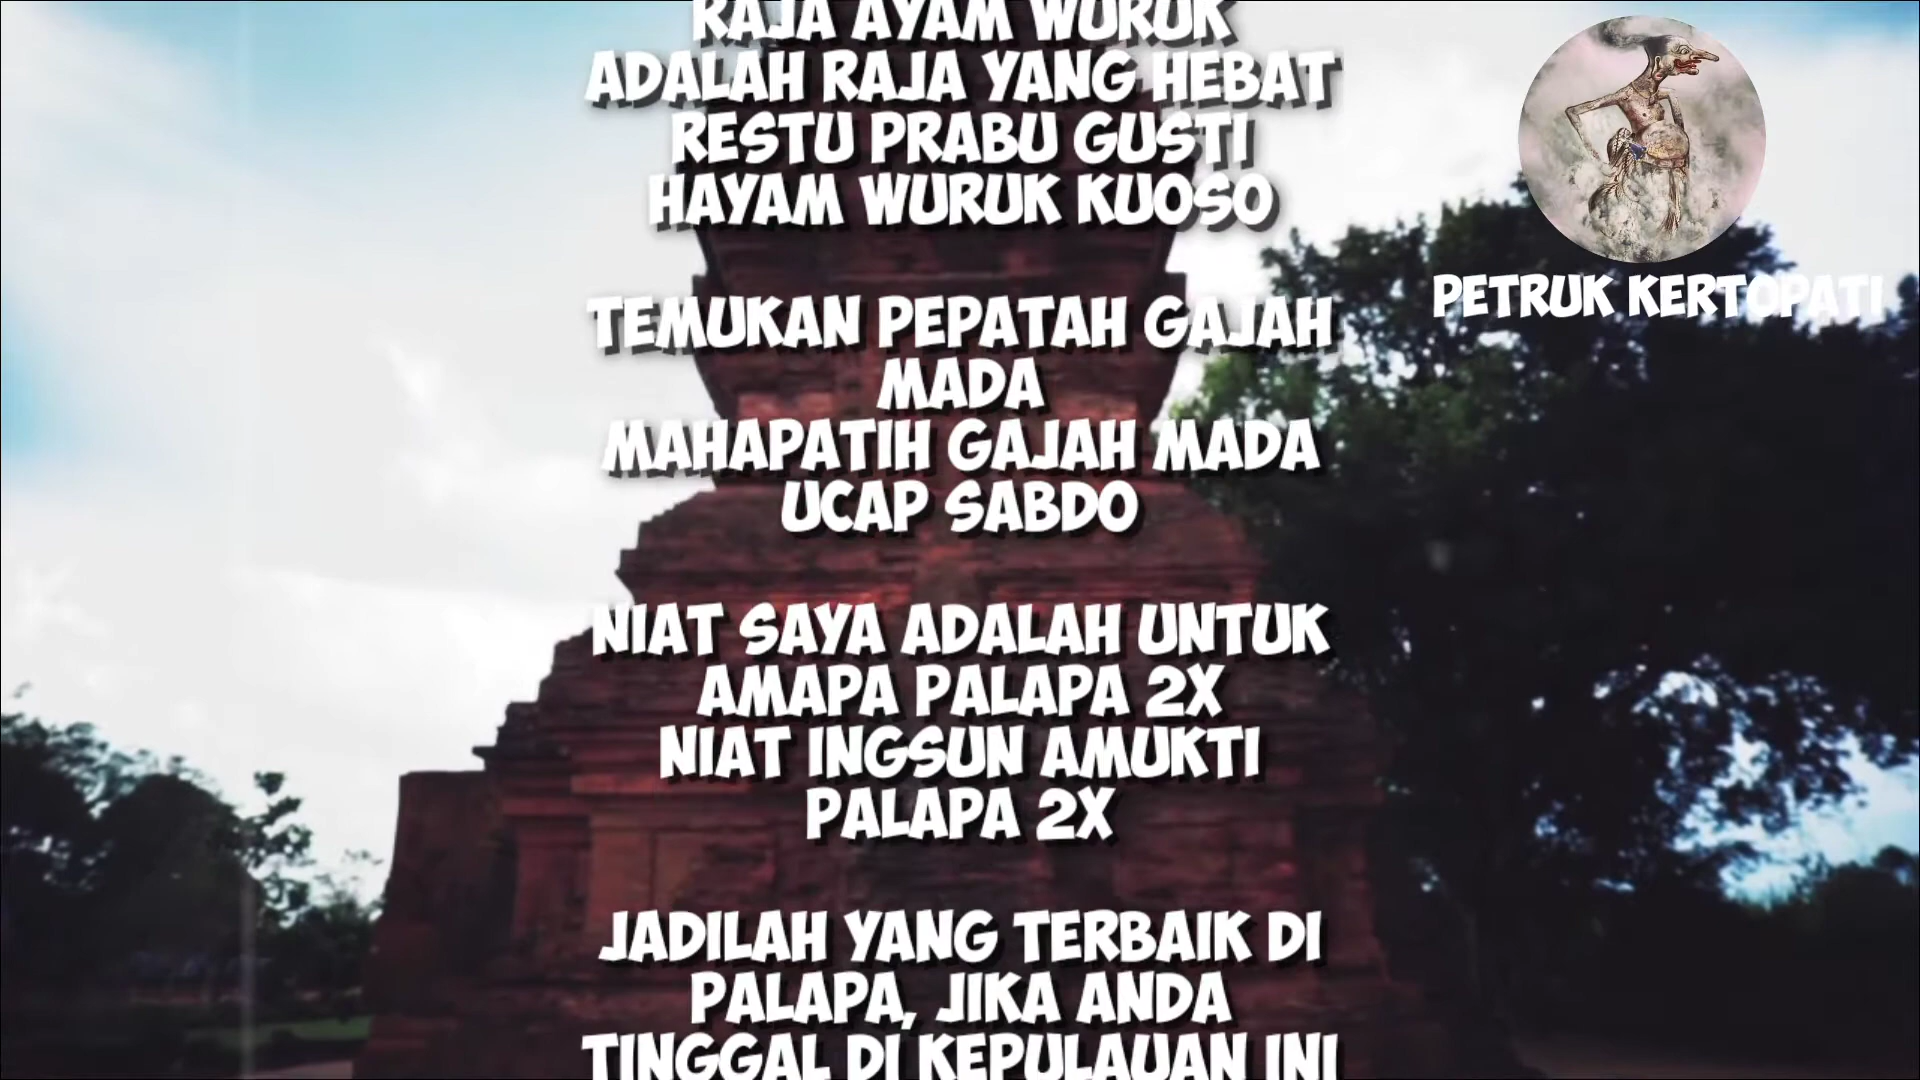 RAJA AYAM WURUK
ADALAH RAJA YANG HEBAT
RESTU PRABU GUSTI
HAYAM WURUK KUOSO
TEMUKAN PEPATAH GAJAH
MADA
MAHAPATIH GAJAH MADA
UCAP SABDO
NIAT SAYA ADALAH UNTUK
AMAPA PALAPA 2X
NIAT INGSUN AMUKTI
PALAPA 2X
JADILAH YANG TERBAIK DI
PALAPA, JIKA ANDA
TINGGAL DI KEPULAUAN INI
PETRUK KERTOPATI